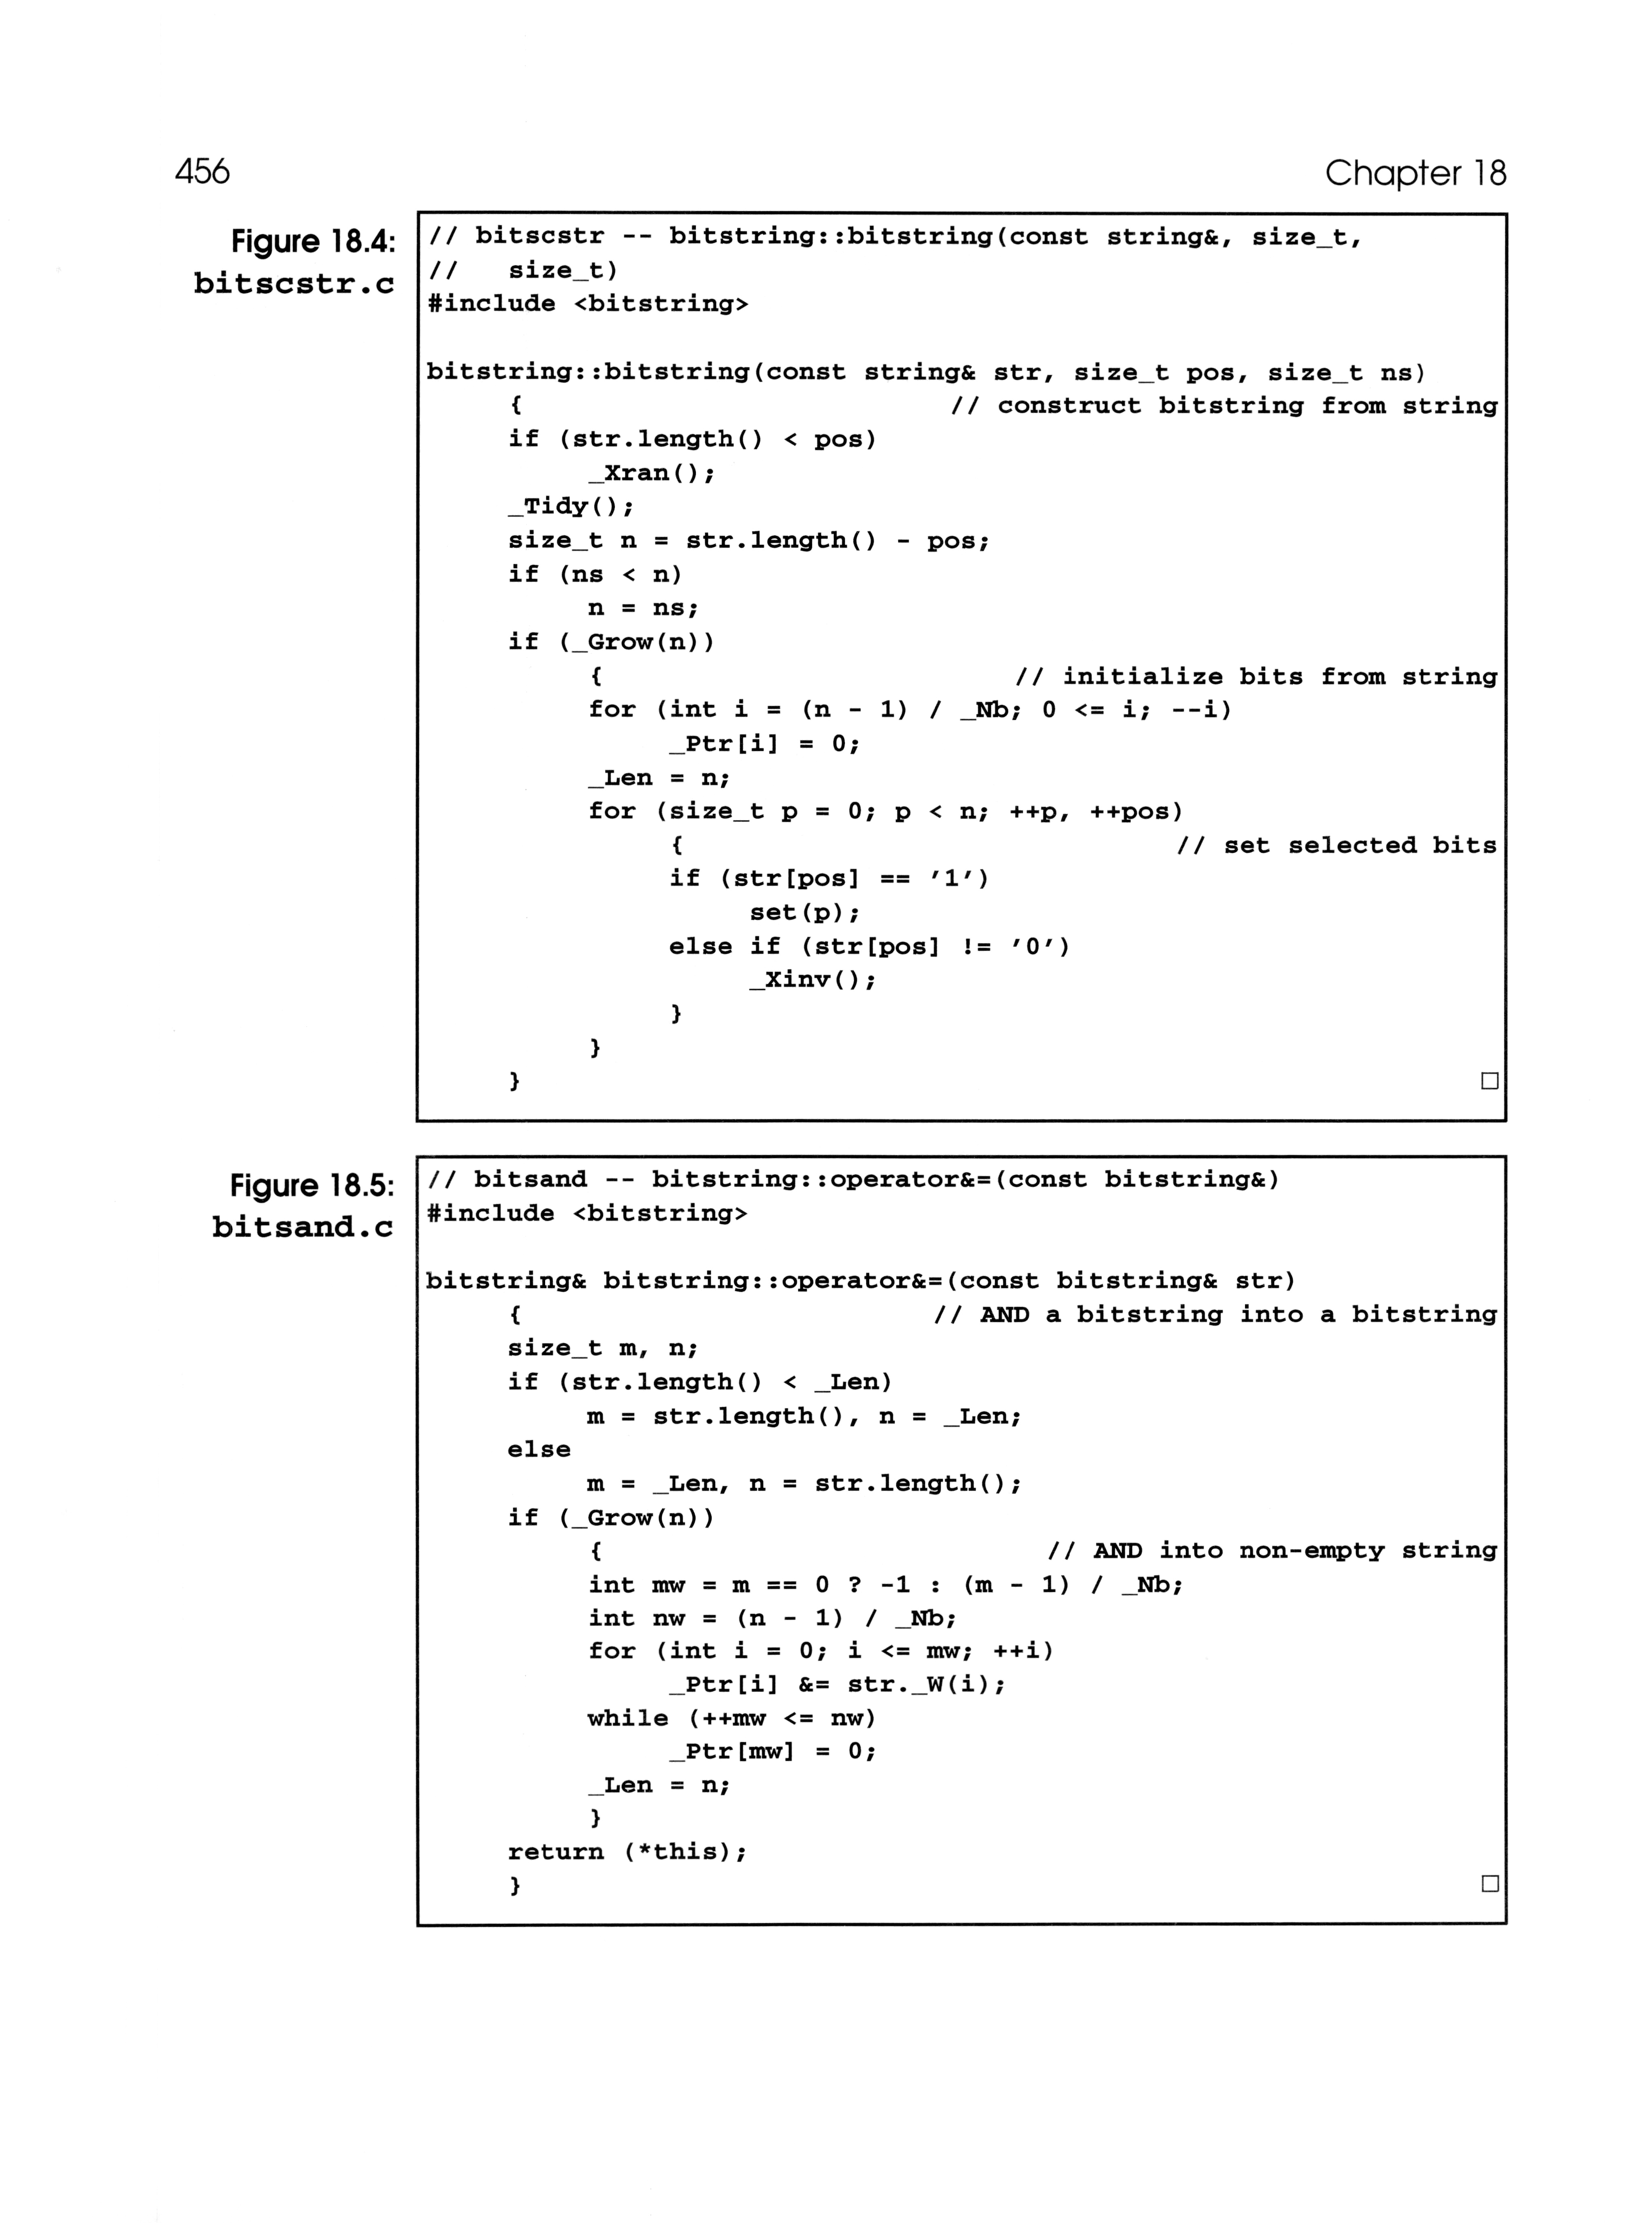 456
Chapter 18
Figure 18.4:
bitscstr.c
// bitscstr -- bitstring::bitstring(const string&, size_t,
//   size_t)
#include <bitstring>

bitstring::bitstring(const string& str, size_t pos, size_t ns)
     {                           // construct bitstring from string
     if (str.length() < pos)
          _Xran();
     _Tidy();
     size_t n = str.length() - pos;
     if (ns < n)
          n = ns;
     if (_Grow(n))
          {                          // initialize bits from string
          for (int i = (n - 1) / _Nb; 0 <= i; --i)
               _Ptr[i] = 0;
          _Len = n;
          for (size_t p = 0; p < n; ++p, ++pos)
               {                               // set selected bits
               if (str[pos] == '1')
                    set(p);
               else if (str[pos] != '0')
                    _Xinv();
               }
          }
     }                                                            □
Figure 18.5:
bitsand.c
// bitsand -- bitstring::operator&=(const bitstring&)
#include <bitstring>

bitstring& bitstring::operator&=(const bitstring& str)
     {                          // AND a bitstring into a bitstring
     size_t m, n;
     if (str.length() < _Len)
          m = str.length(), n = _Len;
     else
          m = _Len, n = str.length();
     if (_Grow(n))
          {                            // AND into non-empty string
          int mw = m == 0 ? -1 : (m - 1) / _Nb;
          int nw = (n - 1) / _Nb;
          for (int i = 0; i <= mw; ++i)
               _Ptr[i] &= str._W(i);
          while (++mw <= nw)
               _Ptr[mw] = 0;
          _Len = n;
          }
     return (*this);
     }                                                            □